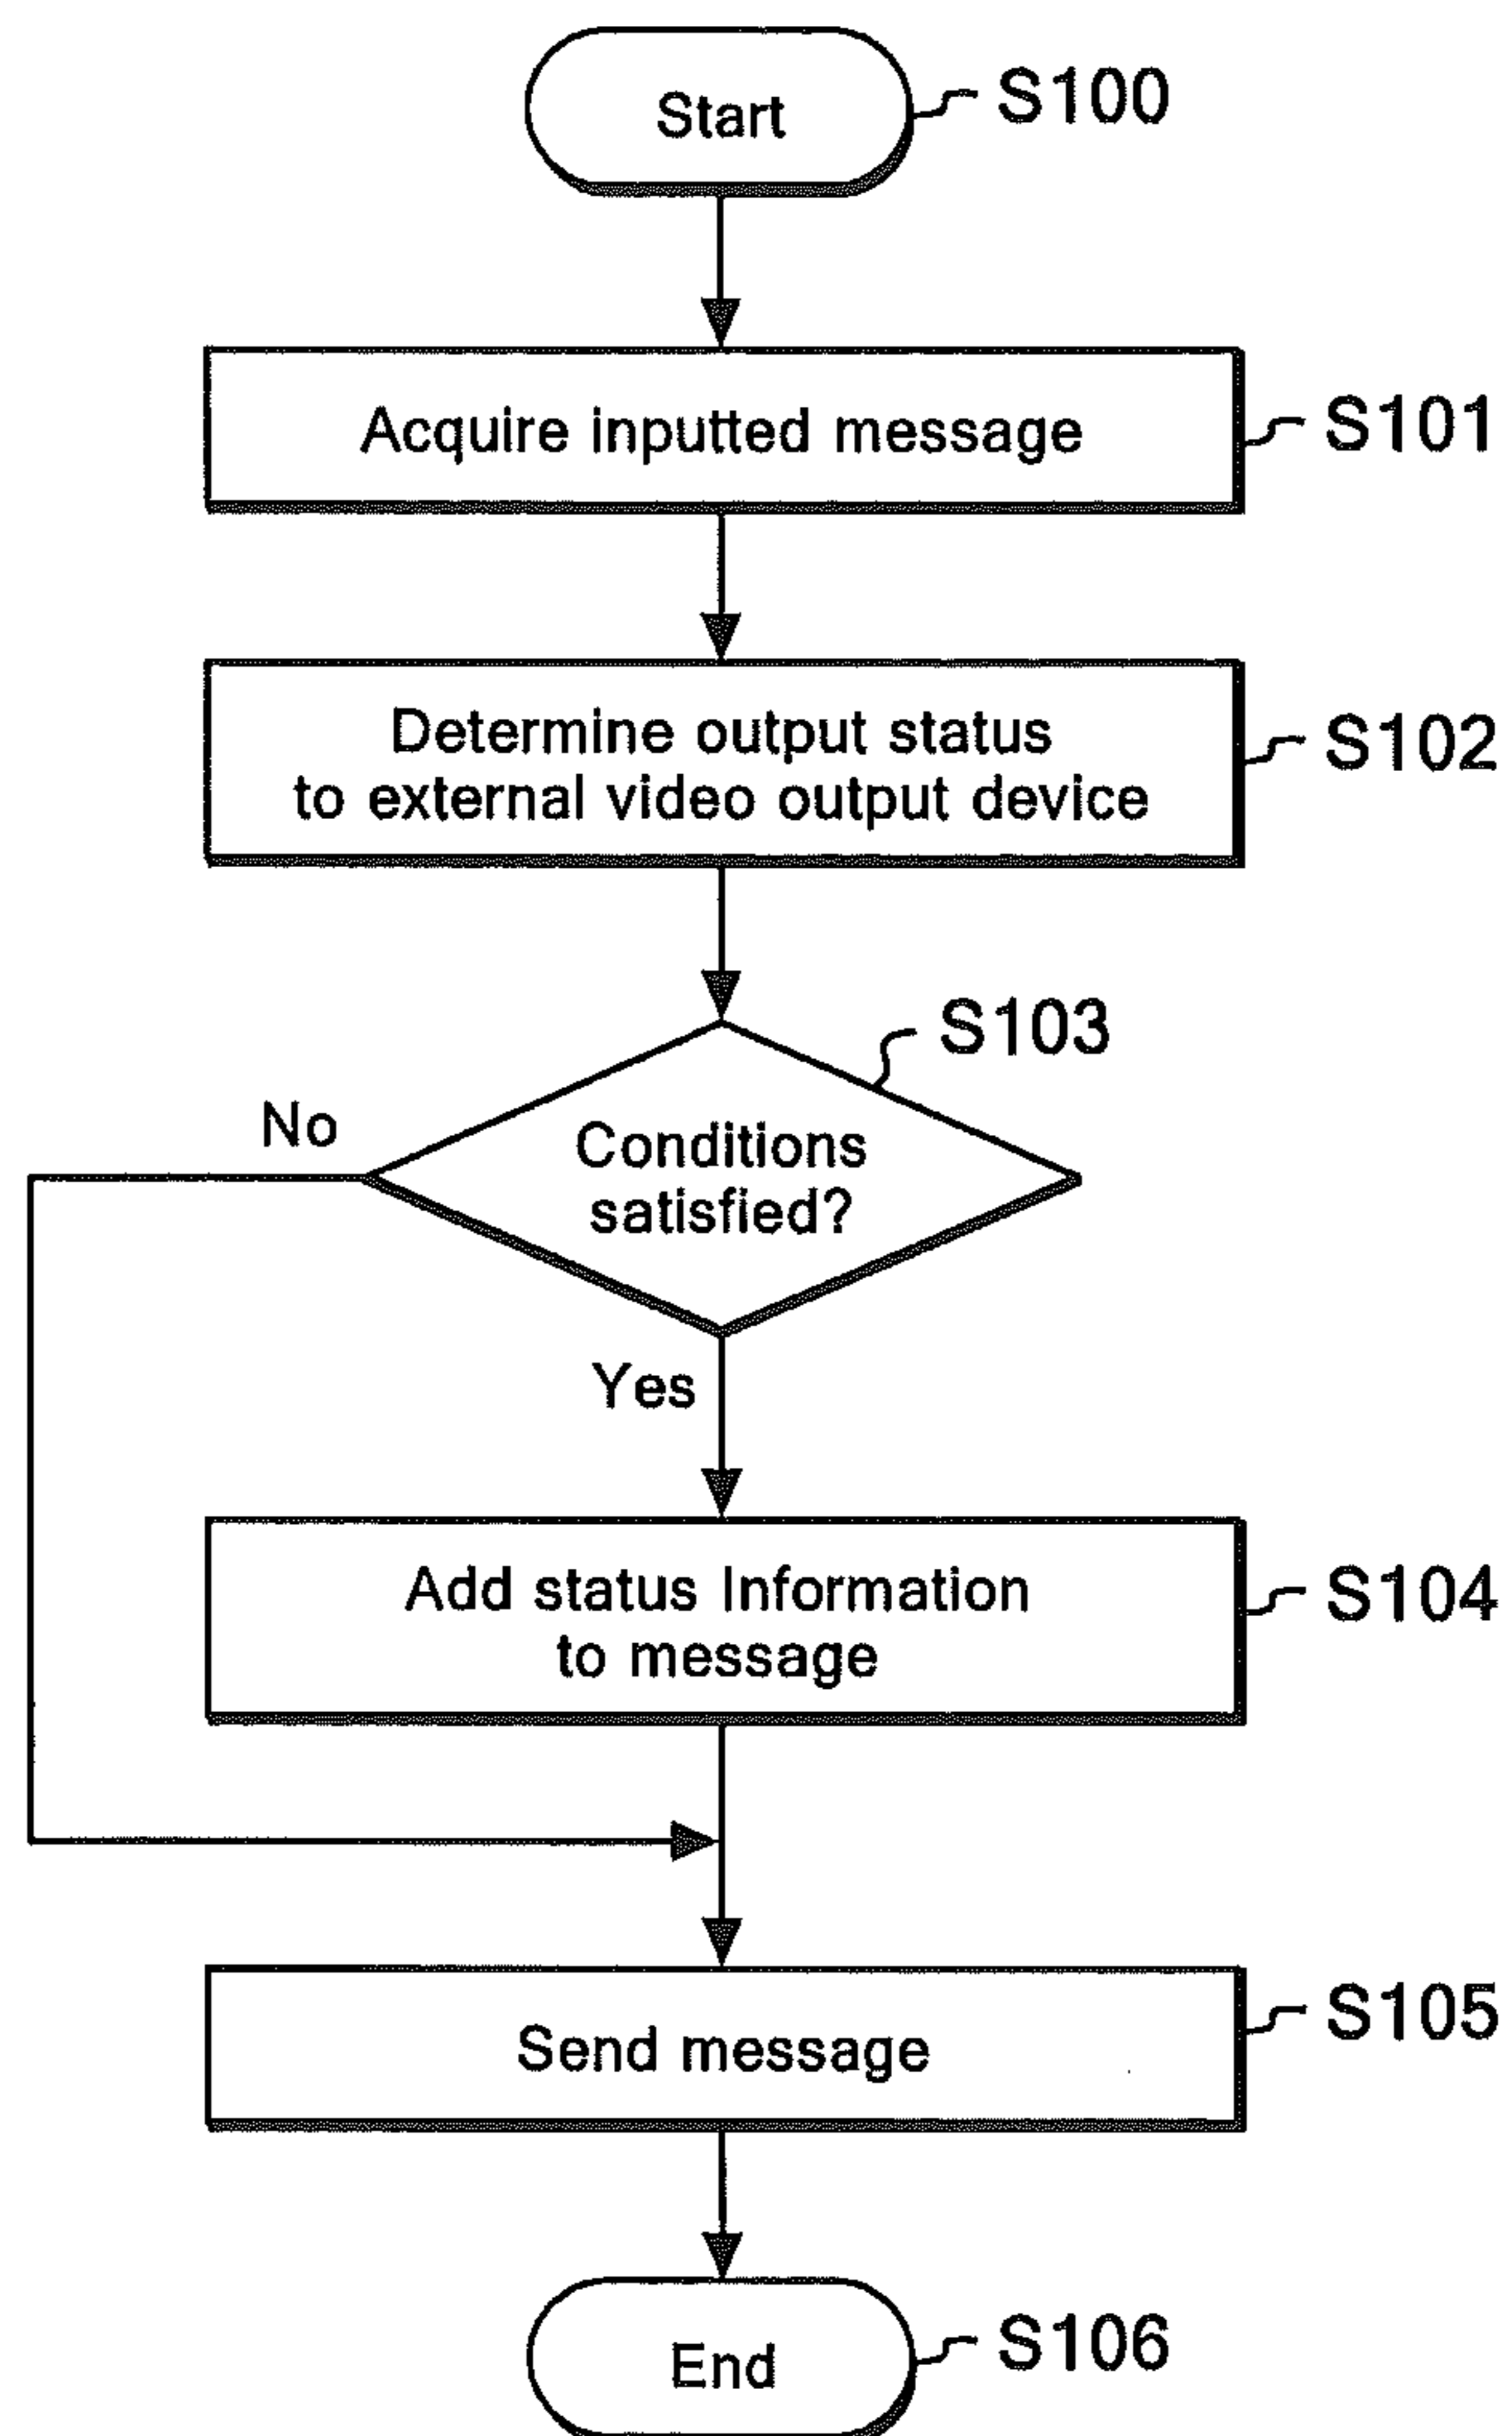 Start
S100
Acquire inputted message
S101
Determine output status
to external video output device
S102
S103
Conditions
satisfied?
No
Yes
Add status Information
to message
S104
Send message
S105
End
S106